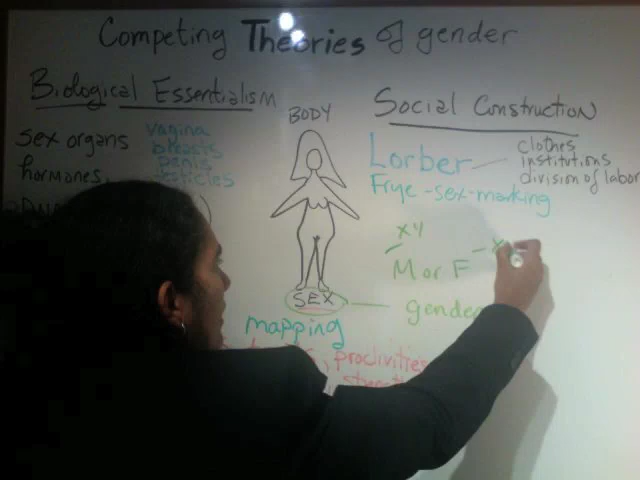 Competing Theories of gender
Biological Essentialism
sex organs
hormones,
vagina
breasts
penis
testicles
BODY
SEX
mapping
Social Construction
Lorber
clothes
institutions
division of labor
Frye-sex-marking
XY
M or F - X
gender
, proclivities